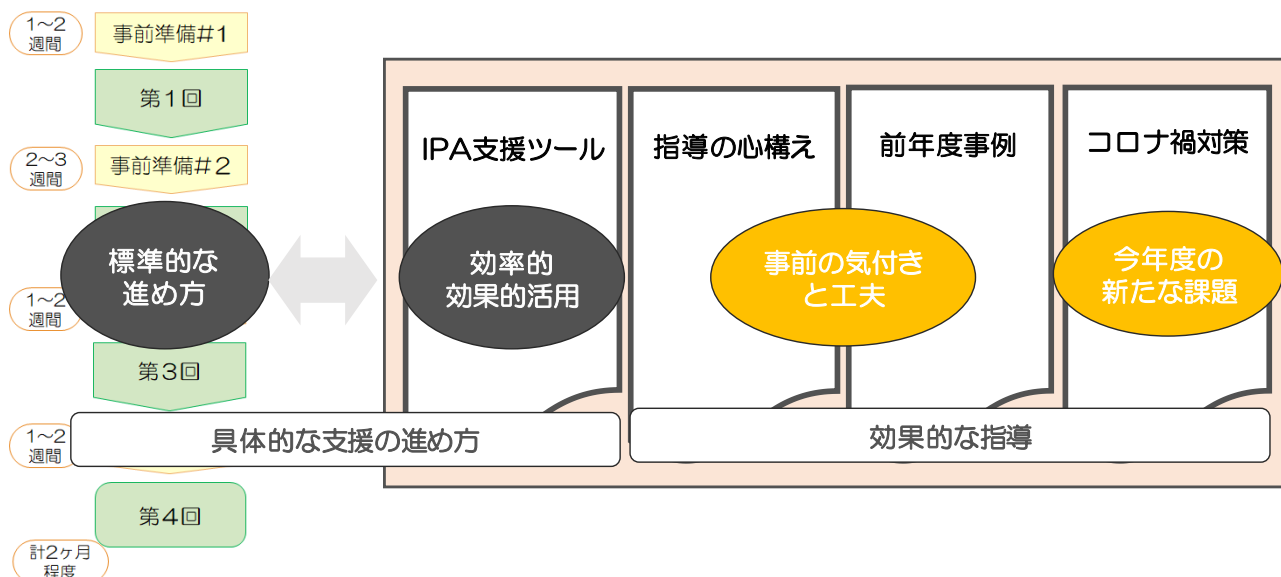 1～2
週間
事前準備#1
第1回
2～3
週間
事前準備#2
標準的な
進め方
1～2
週間
第3回
1～2
週間
具体的な支援の進め方
第4回
計2ヶ月
程度
IPA支援ツール
効率的
効果的活用
指導の心構え
前年度事例
事前の気付き
と工夫
コロナ禍対策
今年度の
新たな課題
効果的な指導